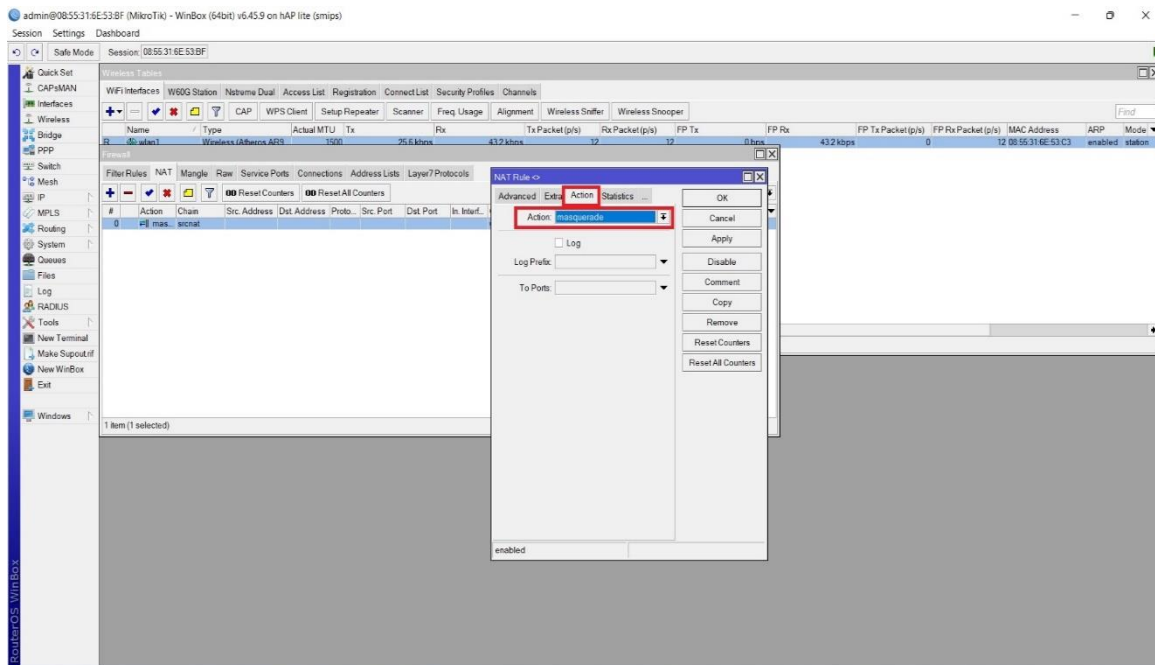 admin@08:55:31:6E:53:BF (MikroTik) - WinBox (64bit) v6.45.9 on hAP lite (smips)
Session Settings Dashboard
Safe Mode Session: 08:55:31:6E:53:BF
Quick Set
CAPsMAN
Interfaces
Wireless
Bridge
PPP
Switch
Mesh
IP
MPLS
Routing
System
Queues
Files
Log
RADIUS
Tools
New Terminal
Make Supout.rif
New WinBox
Exit
Windows
RouterOS WinBox
Wireless Tables
WiFi Interfaces W60G Station Nstreme Dual Access List Registration Connect List Security Profiles Channels
CAP WPS Client Setup Repeater Scanner Freq. Usage Alignment Wireless Sniffer Wireless Snooper Find
Name Type Actual MTU Tx Rx Tx Packet (p/s) Rx Packet (p/s) FP Tx FP Rx FP Tx Packet (p/s) FP Rx Packet (p/s) MAC Address ARP Mode
R wlan1 Wireless (Atheros AR9... 1500 25.6 kbps 43.2 kbps 12 12 0 bps 43.2 kbps 0 12 08:55:31:6E:53:C3 enabled station
Firewall
Filter Rules NAT Mangle Raw Service Ports Connections Address Lists Layer7 Protocols
00 Reset Counters 00 Reset All Counters
# Action Chain Src. Address Dst. Address Proto... Src. Port Dst. Port In. Interf...
0 mas... srcnat
1 item (1 selected)
NAT Rule <>
Advanced Extra Action Statistics ...
Action: masquerade
Log
Log Prefix:
To Ports:
OK
Cancel
Apply
Disable
Comment
Copy
Remove
Reset Counters
Reset All Counters
enabled